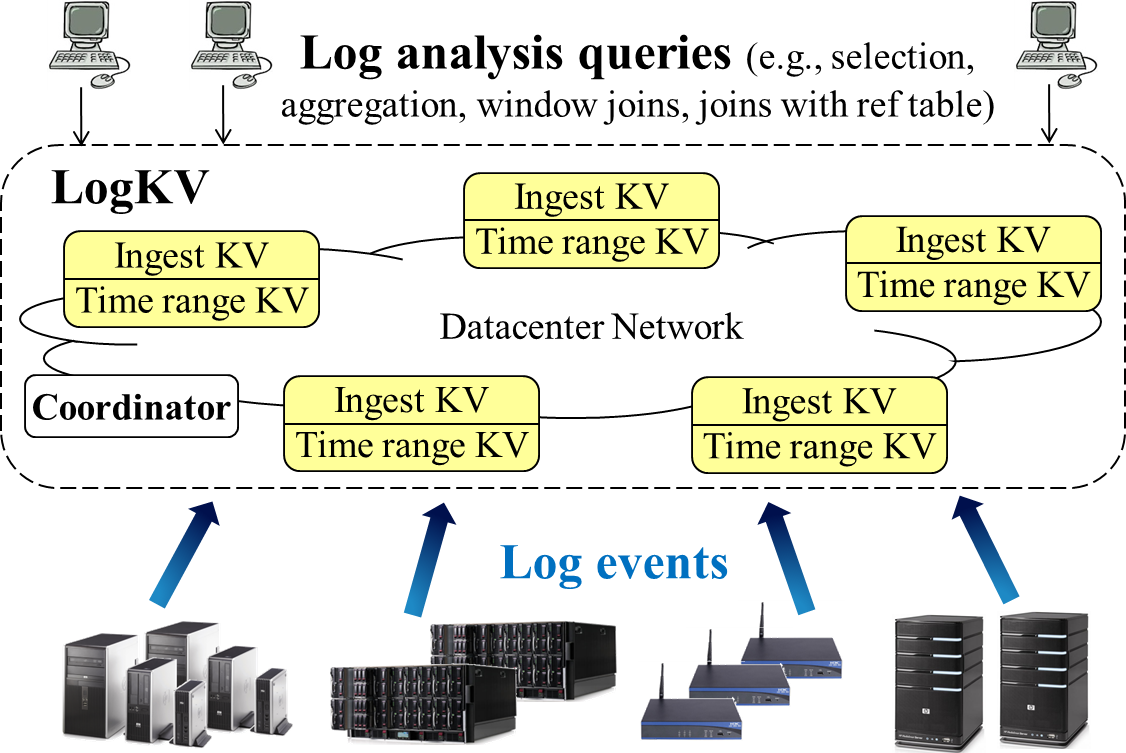 Log analysis queries (e.g., selection,
aggregation, window joins, joins with ref table)
LogKV
Ingest KV
Time range KV
Ingest KV
Time range KV
Ingest KV
Time range KV
Datacenter Network
Coordinator
Ingest KV
Time range KV
Ingest KV
Time range KV
Log events